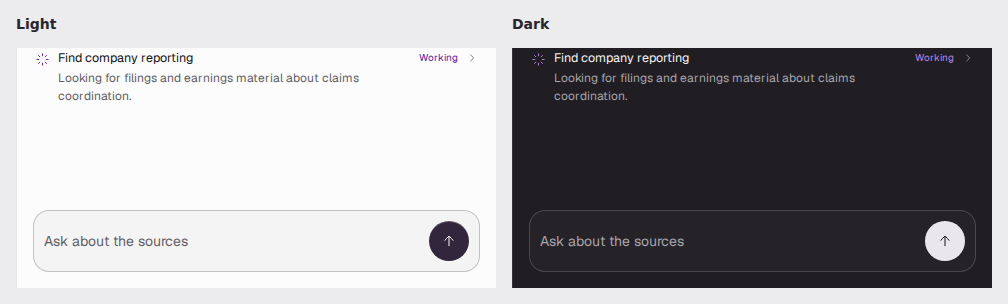 Light
Find company reporting
Working
Looking for filings and earnings material about claims
coordination.
Ask about the sources
Dark
Find company reporting
Working
Looking for filings and earnings material about claims
coordination.
Ask about the sources